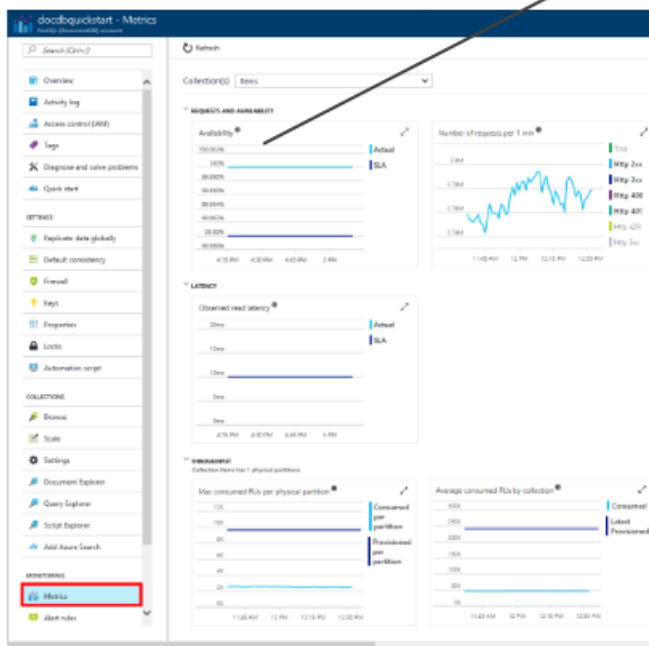 docdbquickstart - Metrics
NoSQL (DocumentDB) account
Search (Ctrl+/)
Overview
Activity log
Access control (IAM)
Tags
Diagnose and solve problems
Quick start
SETTINGS
Replicate data globally
Default consistency
Firewall
Keys
Properties
Locks
Automation script
COLLECTIONS
Browse
Scale
Settings
Document Explorer
Query Explorer
Script Explorer
Add Azure Search
MONITORING
Metrics
Alert rules
Refresh
Collection(s) Items
REQUESTS AND AVAILABILITY
Availability
100.002%
100%
Actual
SLA
4:15 PM 4:30 PM 4:45 PM 5 PM
Number of requests per 1 min
Http 2xx
Http 3xx
Http 400
Http 401
Http 429
Http 5xx
11:45 AM 12 PM 12:15 PM 12:30 PM
LATENCY
Observed read latency
20ms
15ms
10ms
5ms
0ms
Actual
SLA
4:15 PM 4:30 PM 4:45 PM 5 PM
THROUGHPUT
Collection Items has 1 physical partitions.
Max consumed RUs per physical partition
12K
10K
8K
6K
4K
2K
0K
Consumed
per
partition
Provisioned
per
partition
11:45 AM 12 PM 12:15 PM 12:30 PM
Average consumed RUs by collection
300K
250K
200K
150K
100K
50K
0K
Consumed
Latest
Provisioned
11:45 AM 12 PM 12:15 PM 12:30 PM